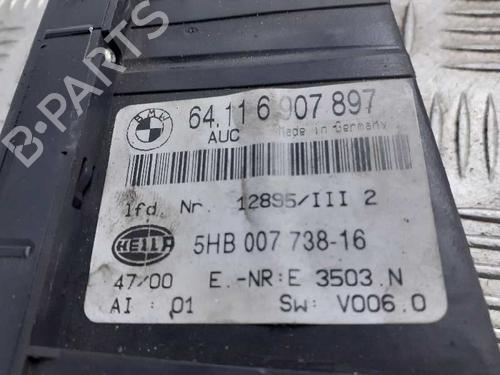 B-PARTS
BMW
64.11 6 907 897
AUC Made in Germany
lfd. Nr. 12895/III 2
HELLA
5HB 007 738-16
47/00 E.-NR:E 3503.N
AI : 01 SW: V006.0